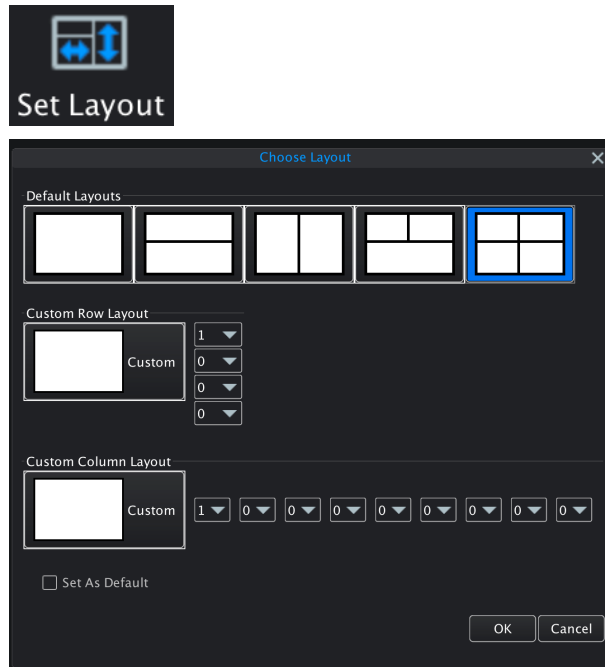 Set Layout
Choose Layout
Default Layouts
Custom Row Layout
Custom
1
0
0
0
Custom Column Layout
Custom
1 0 0 0 0 0 0 0 0
Set As Default
OK Cancel